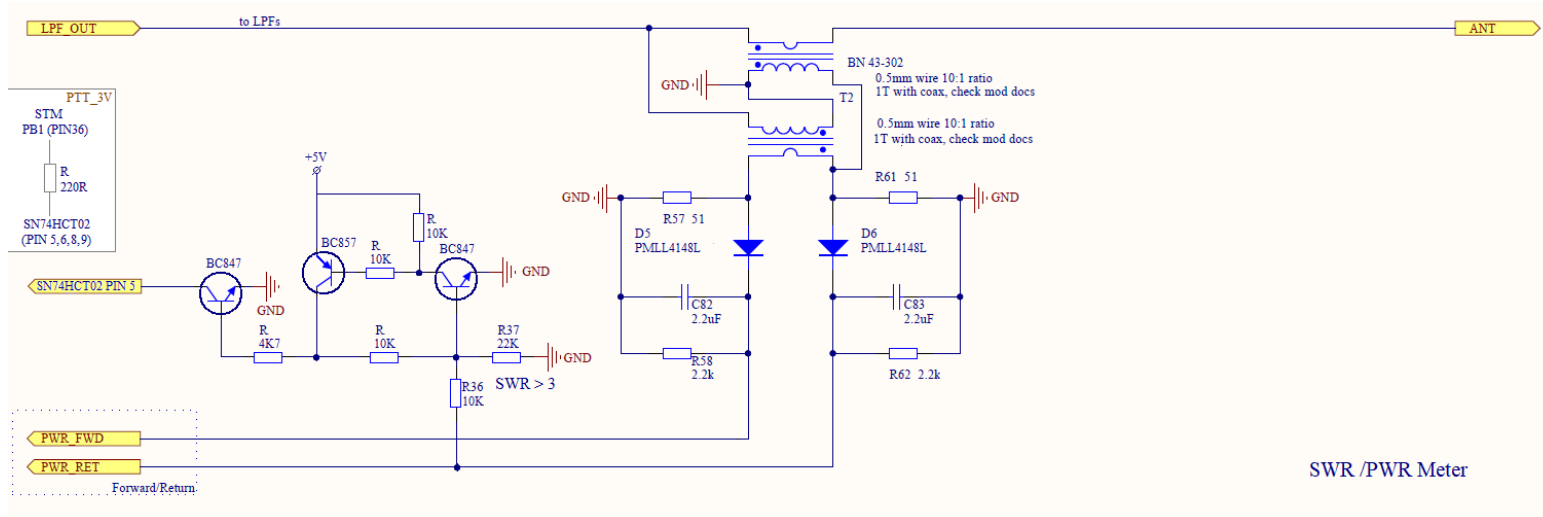 LPF_OUT
to LPFs
ANT
BN 43-302
0.5mm wire 10:1 ratio
1T with coax, check mod docs
GND
T2
0.5mm wire 10:1 ratio
1T with coax, check mod docs
PTT_3V
STM
PB1 (PIN36)
R
220R
SN74HCT02
(PIN 5,6,8,9)
+5V
R
10K
BC857
R
10K
BC847
GND
BC847
SN74HCT02 PIN 5
GND
R
4K7
R
10K
R37
22K
GND
SWR > 3
R36
10K
GND
R57 51
R61 51
GND
D5
PMLL4148L
D6
PMLL4148L
C82
2.2uF
C83
2.2uF
R58
2.2k
R62 2.2k
PWR_FWD
PWR_RET
Forward/Return
SWR /PWR Meter